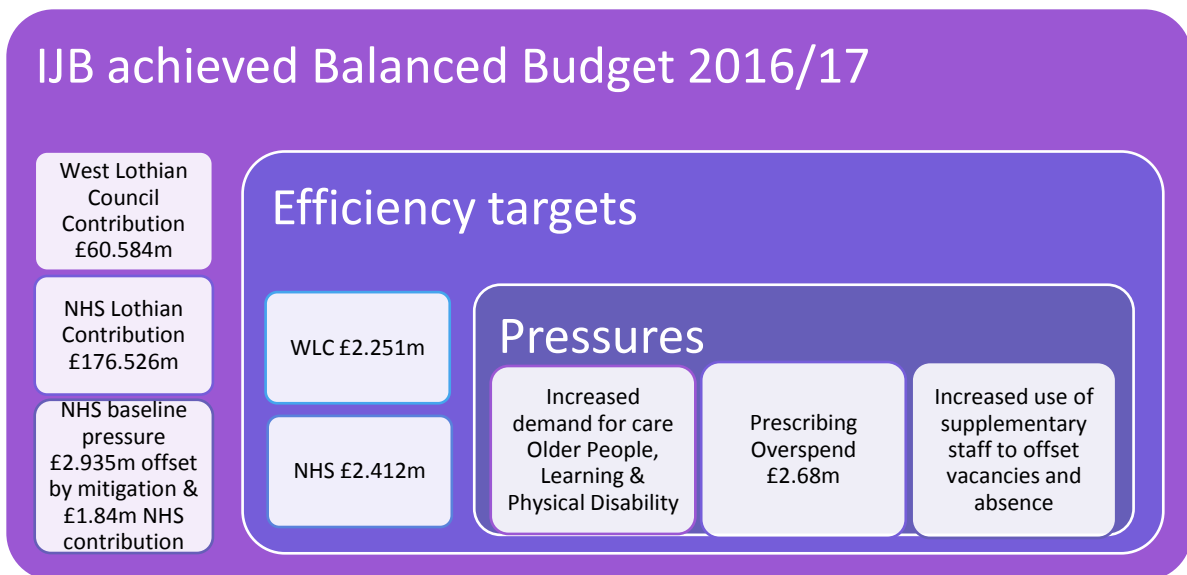 IJB achieved Balanced Budget 2016/17
West Lothian
Council
Contribution
£60.584m
NHS Lothian
Contribution
£176.526m
NHS baseline
pressure
£2.935m offset
by mitigation &
£1.84m NHS
contribution
Efficiency targets
WLC £2.251m
NHS £2.412m
Pressures
Increased
demand for care
Older People,
Learning &
Physical Disability
Prescribing
Overspend
£2.68m
Increased use of
supplementary
staff to offset
vacancies and
absence